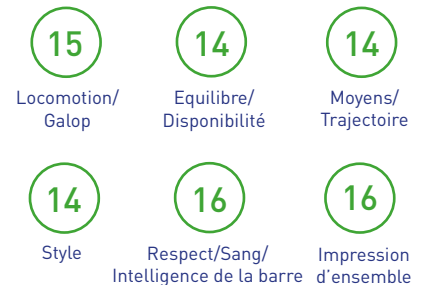 15 14 14
Locomotion/ Equilibre/ Moyens/
Galop Disponibilité Trajectoire
14 16 16
Style Respect/Sang/ Impression
Intelligence de la barre d'ensemble